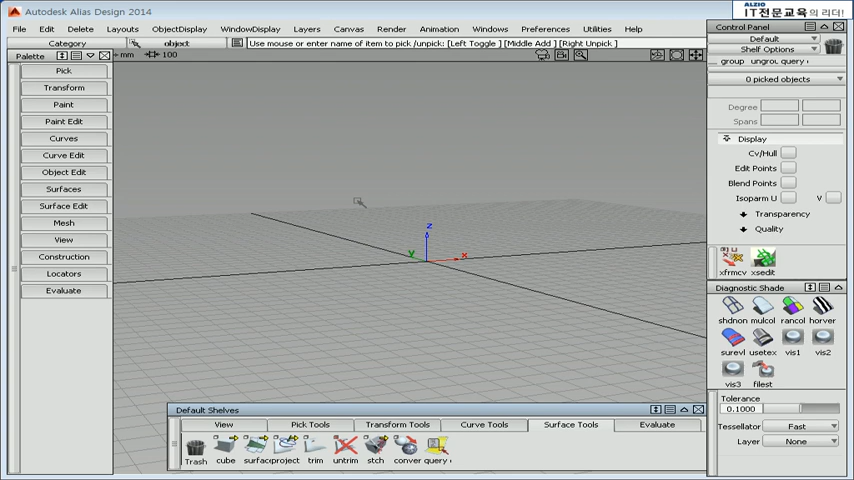 Autodesk Alias Design 2014
ALZIO
IT전문교육의 리더!
File Edit Delete Layouts ObjectDisplay WindowDisplay Layers Canvas Render Animation Windows Preferences Utilities Help
Category object Use mouse or enter name of item to pick /unpick: [Left Toggle ] [Middle Add ] [Right Unpick ]
Palette mm 100
Pick
Transform
Paint
Paint Edit
Curves
Curve Edit
Object Edit
Surfaces
Surface Edit
Mesh
View
Construction
Locators
Evaluate
z
y x
Default Shelves
View Pick Tools Transform Tools Curve Tools Surface Tools Evaluate
Trash cube surfac project trim untrim stch conver query
Control Panel
Default
Shelf Options
group ungrou query
0 picked objects
Degree
Spans
Display
Cv/Hull
Edit Points
Blend Points
Isoparm U V
Transparency
Quality
xfrmcv xsedit
Diagnostic Shade
shdnon mulcol rancol horver
surevl usetex vis1 vis2
vis3 filest
Tolerance
0.1000
Tessellator Fast
Layer None